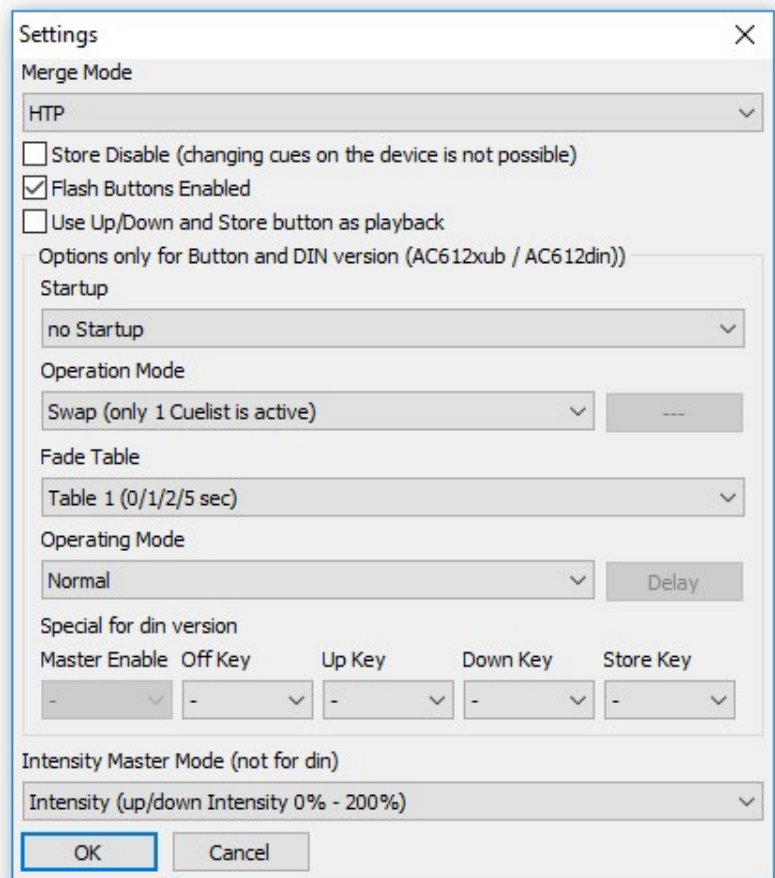 Settings
Merge Mode
HTP
Store Disable (changing cues on the device is not possible)
Flash Buttons Enabled
Use Up/Down and Store button as playback
Options only for Button and DIN version (AC612xub / AC612din))
Startup
no Startup
Operation Mode
Swap (only 1 Cuelist is active) ---
Fade Table
Table 1 (0/1/2/5 sec)
Operating Mode
Normal Delay
Special for din version
Master Enable Off Key Up Key Down Key Store Key
- - - - -
Intensity Master Mode (not for din)
Intensity (up/down Intensity 0% - 200%)
OK Cancel